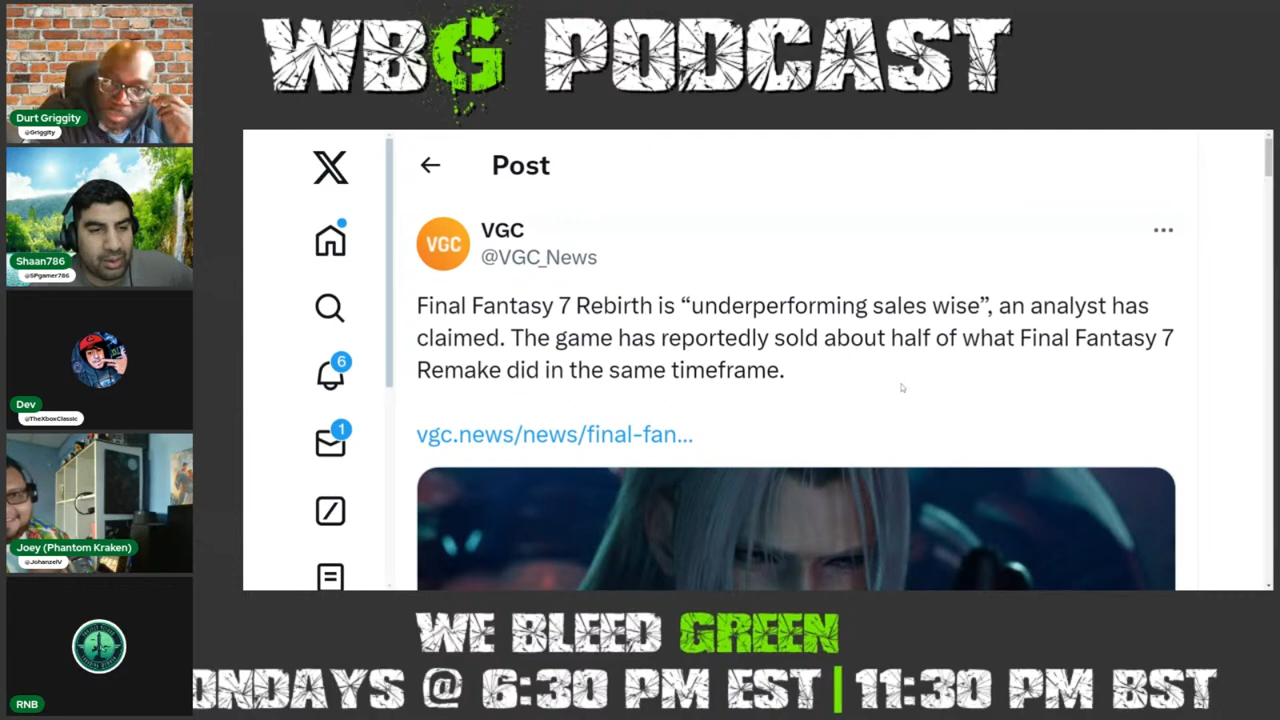 WBG PODCAST
Durt Griggity
@Griggity
Shaan786
@SPgamer786
Dev
@TheXboxClassic
Joey (Phantom Kraken)
@JohanzeIV
RNB
X
6
1
← Post
VGC
VGC
@VGC_News
...
Final Fantasy 7 Rebirth is “underperforming sales wise”, an analyst has
claimed. The game has reportedly sold about half of what Final Fantasy 7
Remake did in the same timeframe.
vgc.news/news/final-fan...
WE BLEED GREEN
ONDAYS @ 6:30 PM EST | 11:30 PM BST